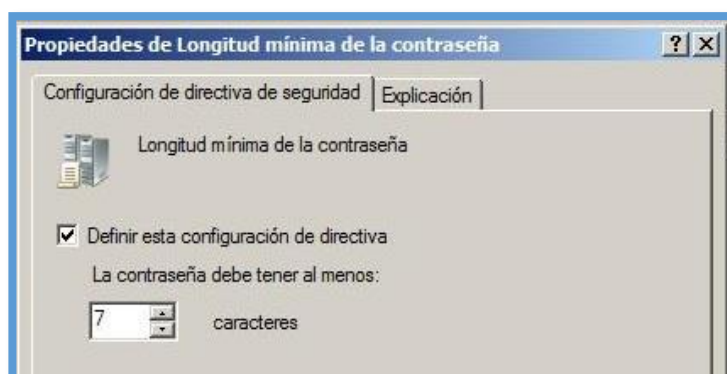 Propiedades de Longitud mínima de la contraseña
Configuración de directiva de seguridad
Explicación
Longitud mínima de la contraseña
Definir esta configuración de directiva
La contraseña debe tener al menos:
7 caracteres